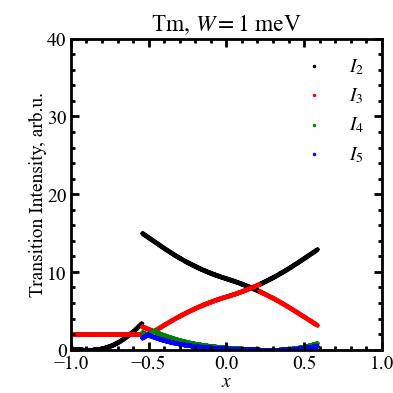 Tm, W = 1 meV
Transition Intensity, arb.u.
40
30
20
10
0
I₂
I₃
I₄
I₅
−1.0 −0.5 0.0 0.5 1.0
x